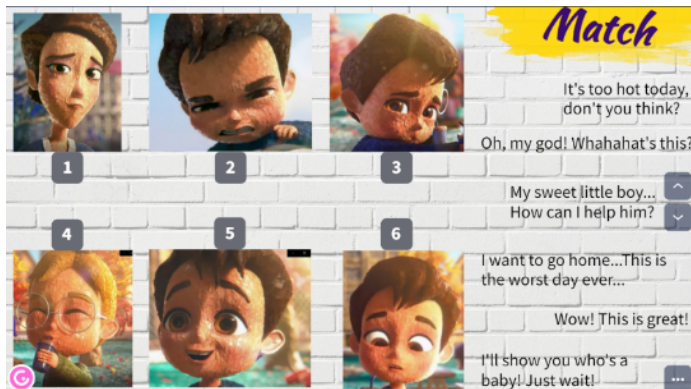 Match
It's too hot today,
don't you think?
Oh, my god! Whahahat's this?
1
2
3
My sweet little boy...
How can I help him?
4
5
6
I want to go home...This is
the worst day ever...
Wow! This is great!
I'll show you who's a
baby! Just wait!